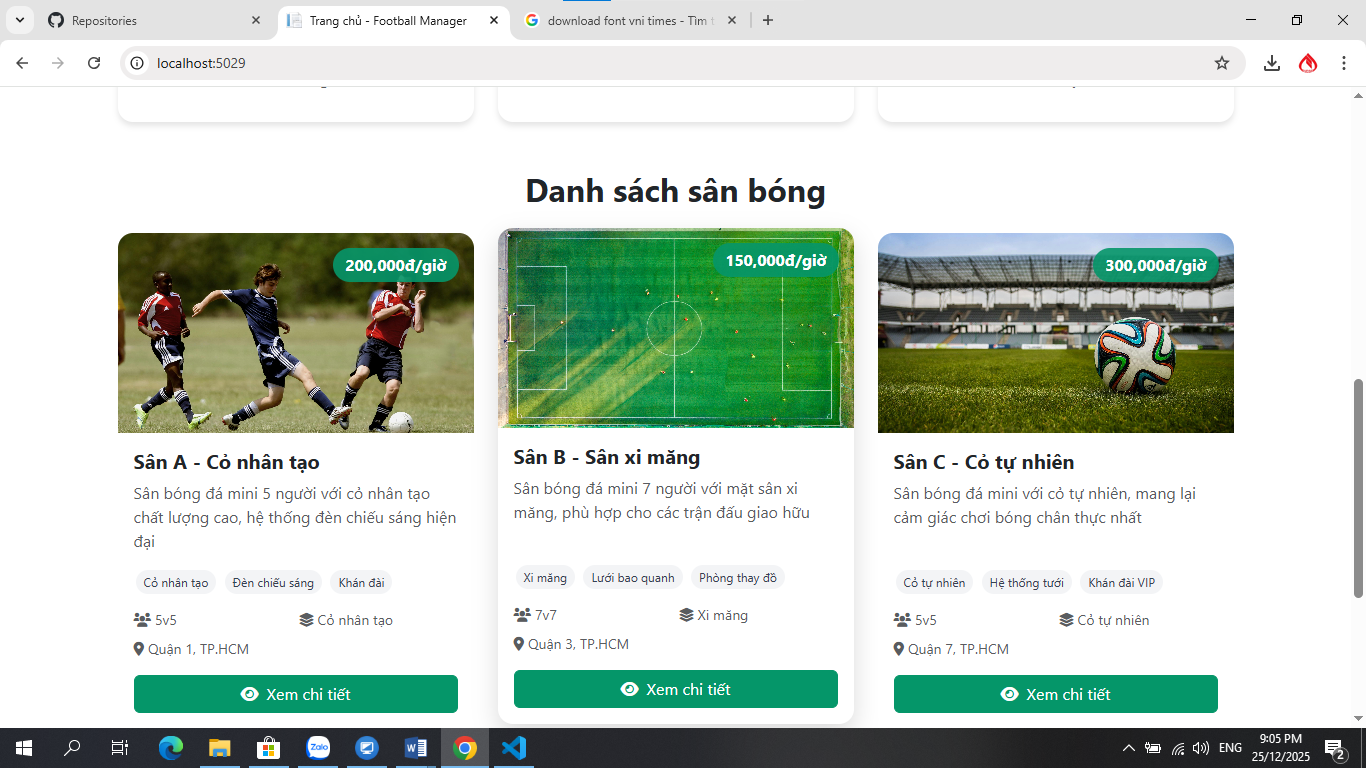 Repositories
Trang chủ - Football Manager
download font vni times - Tìm t
localhost:5029
Danh sách sân bóng
200,000đ/giờ
150,000đ/giờ
300,000đ/giờ
Sân A - Cỏ nhân tạo
Sân bóng đá mini 5 người với cỏ nhân tạo
chất lượng cao, hệ thống đèn chiếu sáng hiện
đại
Cỏ nhân tạo
Đèn chiếu sáng
Khán đài
5v5
Cỏ nhân tạo
Quận 1, TP.HCM
Xem chi tiết
Sân B - Sân xi măng
Sân bóng đá mini 7 người với mặt sân xi
măng, phù hợp cho các trận đấu giao hữu
Xi măng
Lưới bao quanh
Phòng thay đồ
7v7
Xi măng
Quận 3, TP.HCM
Xem chi tiết
Sân C - Cỏ tự nhiên
Sân bóng đá mini với cỏ tự nhiên, mang lại
cảm giác chơi bóng chân thực nhất
Cỏ tự nhiên
Hệ thống tưới
Khán đài VIP
5v5
Cỏ tự nhiên
Quận 7, TP.HCM
Xem chi tiết
Zalo
ENG
9:05 PM
25/12/2025
2